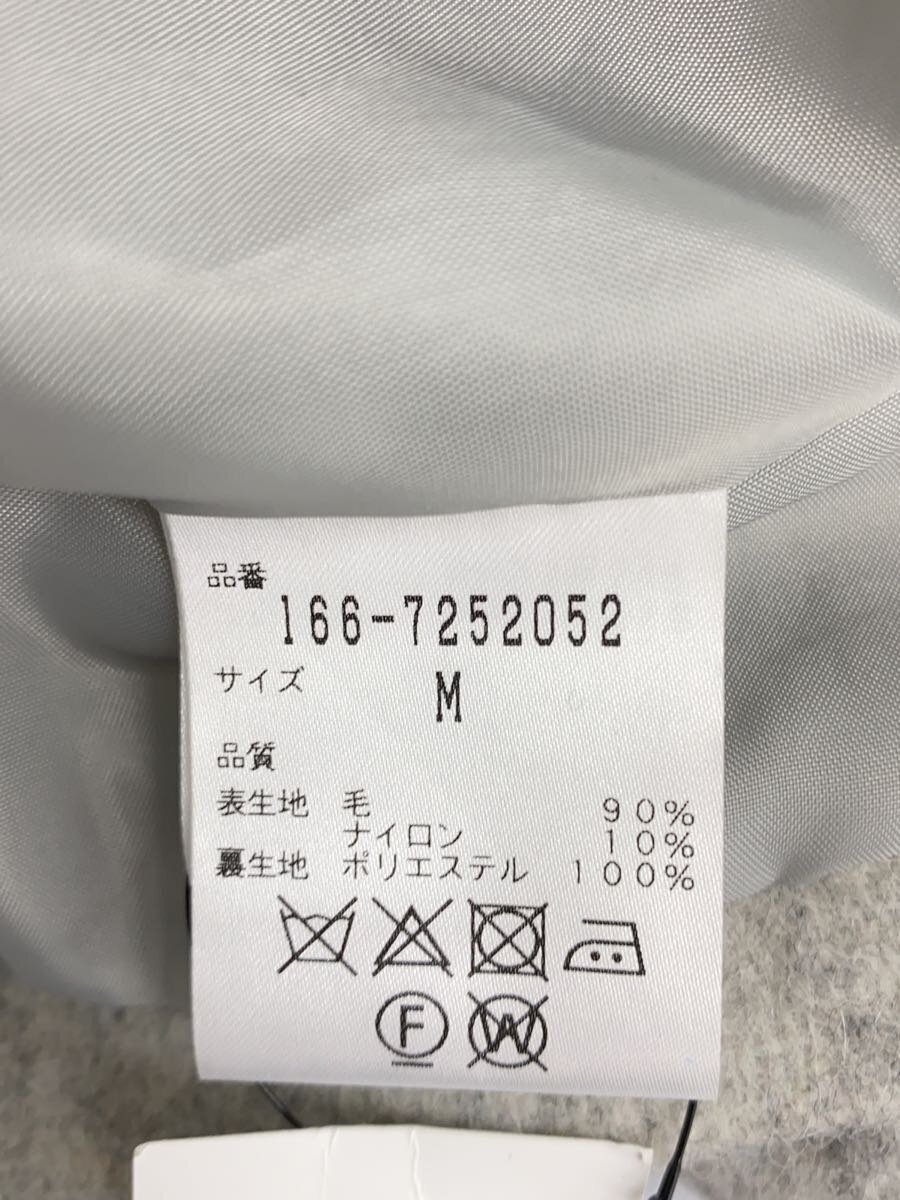 品番
166-7252052
サイズ
M
品質
表生地 毛 90%
ナイロン 10%
裏生地 ポリエステル 100%
F W